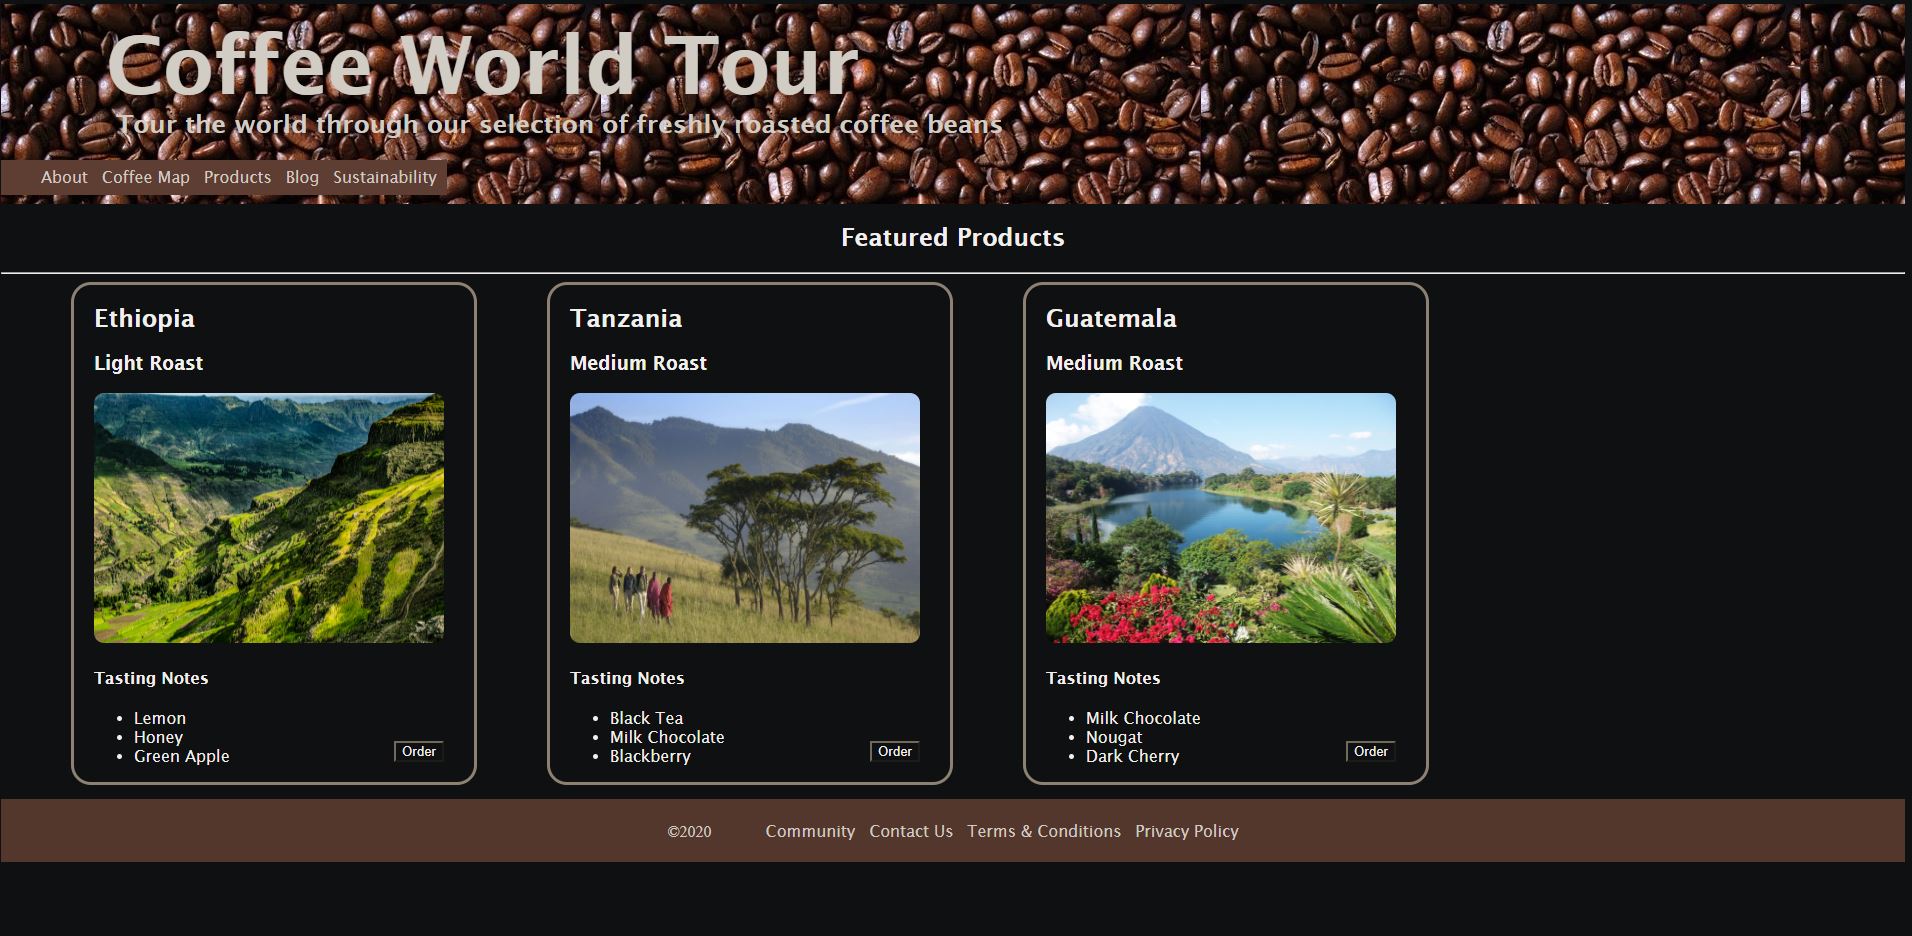 Coffee World Tour
Tour the world through our selection of freshly roasted coffee beans
About Coffee Map Products Blog Sustainability
Featured Products
Ethiopia
Light Roast
Tasting Notes
• Lemon
• Honey
• Green Apple
Order
Tanzania
Medium Roast
Tasting Notes
• Black Tea
• Milk Chocolate
• Blackberry
Order
Guatemala
Medium Roast
Tasting Notes
• Milk Chocolate
• Nougat
• Dark Cherry
Order
©2020 Community Contact Us Terms & Conditions Privacy Policy